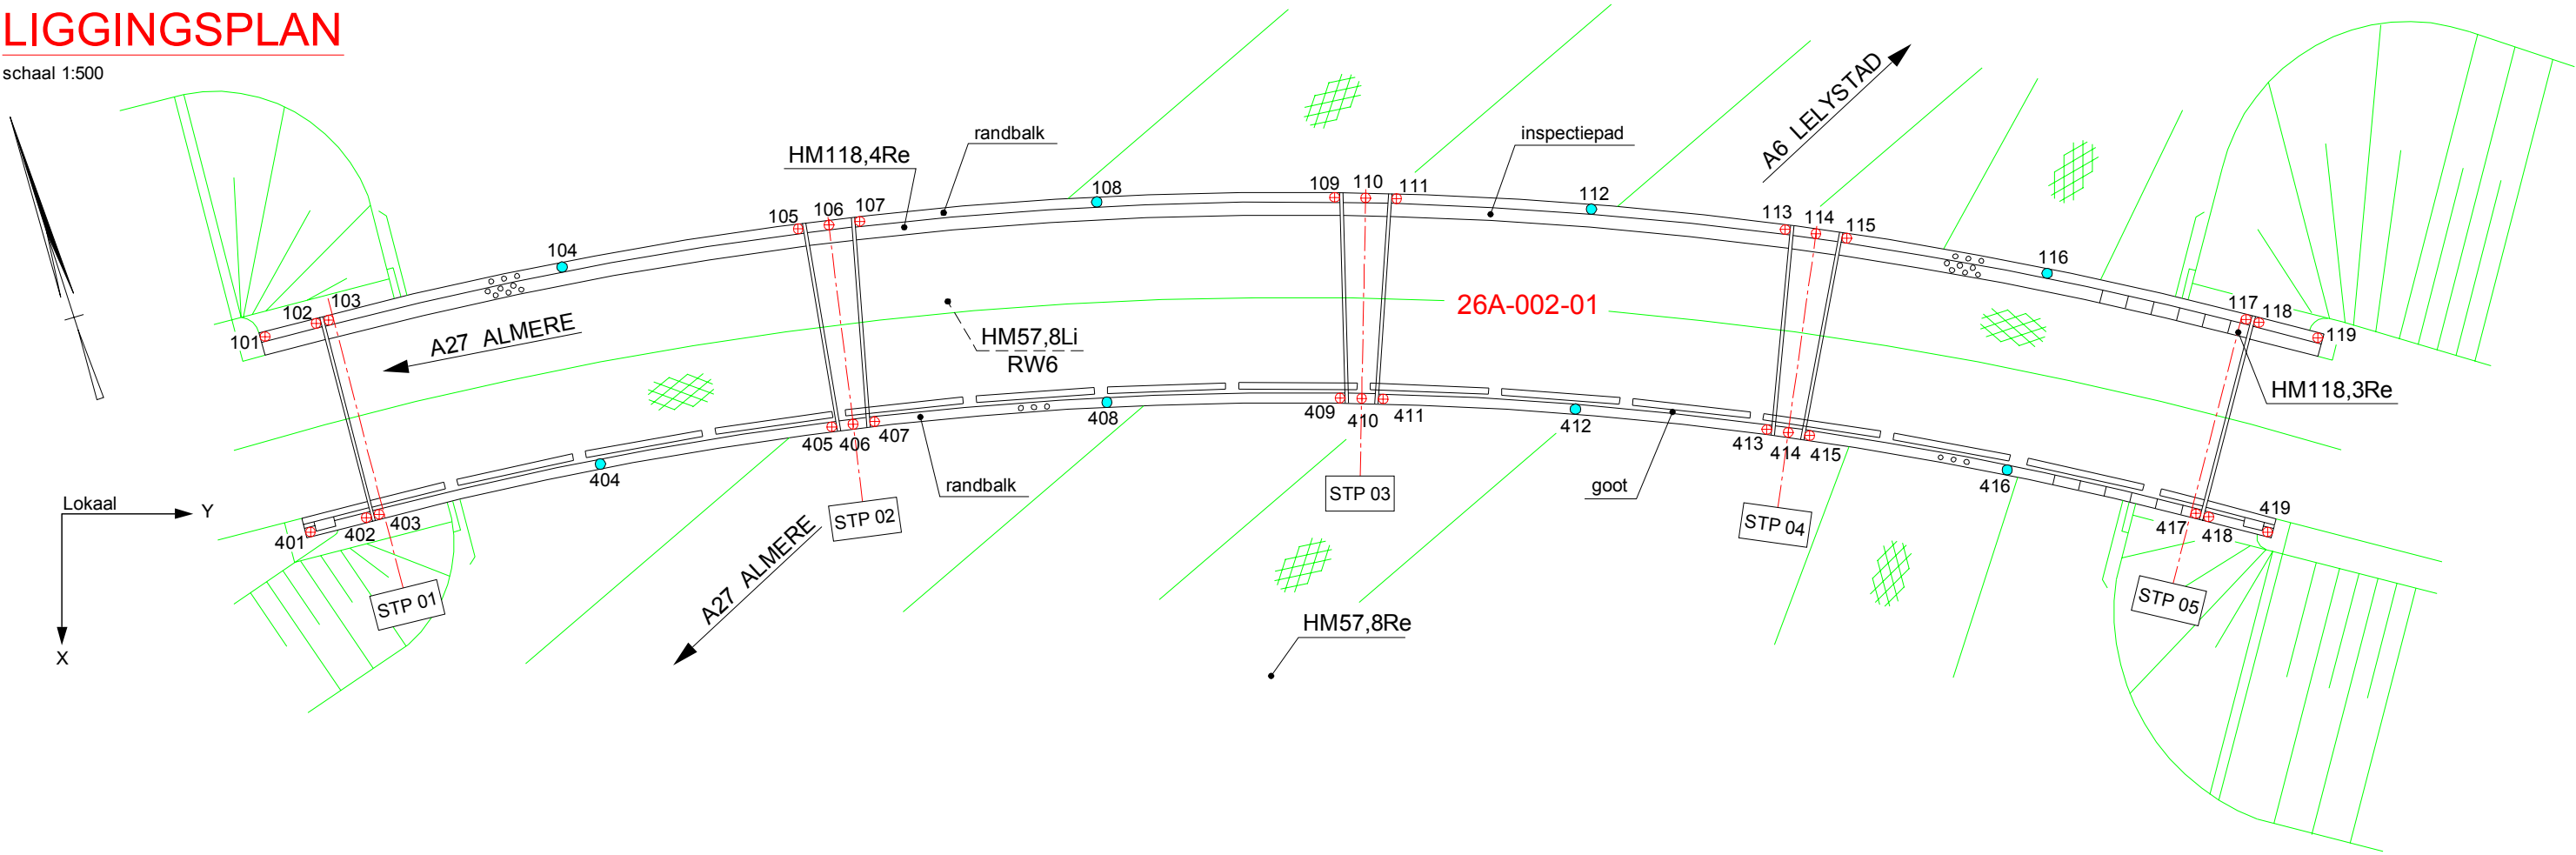 LIGGINGSPLAN
schaal 1:500
A6 LELYSTAD
randbalk
inspectiepad
HM118,4Re
101
102
103
104
105
106
107
108
109
110
111
112
113
114
115
116
117
118
119
26A-002-01
A27 ALMERE
HM57,8Li
RW6
HM118,3Re
401
402
403
404
405
406
407
408
409
410
411
412
413
414
415
416
417
418
419
randbalk
goot
Lokaal
Y
X
STP 01
STP 02
STP 03
STP 04
STP 05
A27 ALMERE
HM57,8Re